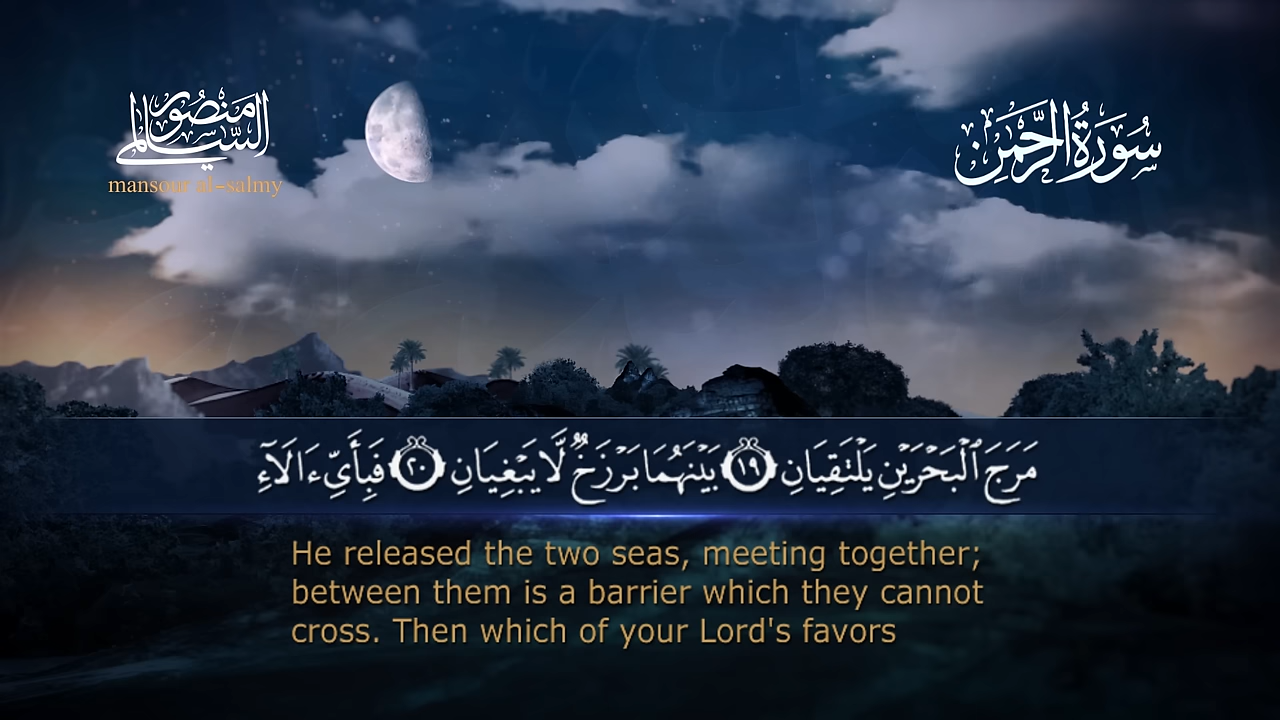 منصور السالمي
mansour al-salmy
سُورَةُ الرَّحْمَٰن
مَرَجَ ٱلْبَحْرَيْنِ يَلْتَقِيَانِ ١٩ بَيْنَهُمَا بَرْزَخٌ لَّا يَبْغِيَانِ ٢٠ فَبِأَىِّ ءَالَآءِ
He released the two seas, meeting together;
between them is a barrier which they cannot
cross. Then which of your Lord's favors